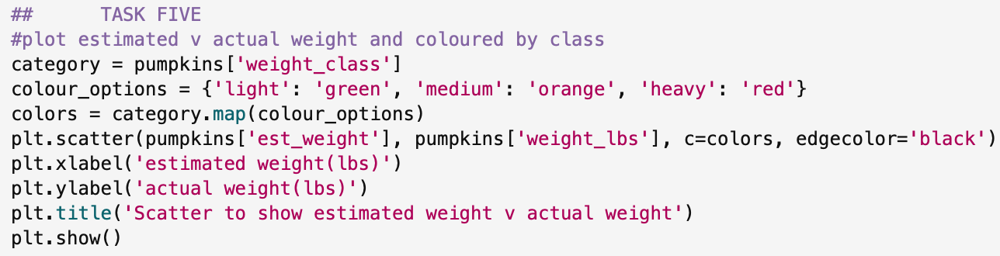 ##      TASK FIVE
#plot estimated v actual weight and coloured by class
category = pumpkins['weight_class']
colour_options = {'light': 'green', 'medium': 'orange', 'heavy': 'red'}
colors = category.map(colour_options)
plt.scatter(pumpkins['est_weight'], pumpkins['weight_lbs'], c=colors, edgecolor='black')
plt.xlabel('estimated weight(lbs)')
plt.ylabel('actual weight(lbs)')
plt.title('Scatter to show estimated weight v actual weight')
plt.show()